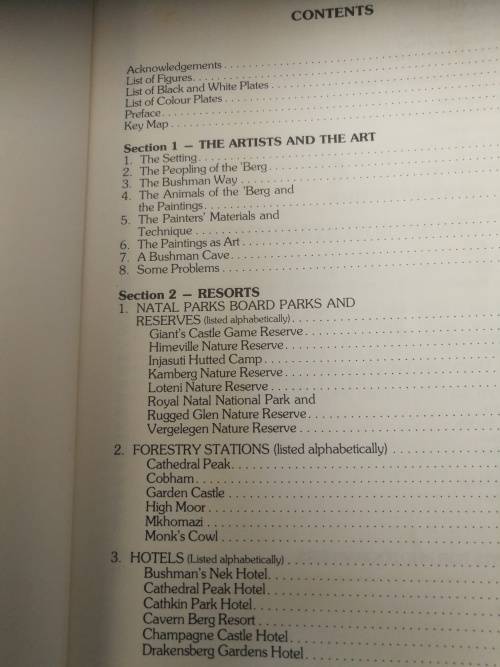 CONTENTS
Acknowledgements
List of Figures
List of Black and White Plates
List of Colour Plates
Preface
Key Map
Section 1 — THE ARTISTS AND THE ART
1. The Setting
2. The Peopling of the 'Berg
3. The Bushman Way
4. The Animals of the 'Berg and
the Paintings
5. The Painters' Materials and
Technique
6. The Paintings as Art
7. A Bushman Cave
8. Some Problems
Section 2 — RESORTS
1. NATAL PARKS BOARD PARKS AND
RESERVES (listed alphabetically)
Giant's Castle Game Reserve
Himeville Nature Reserve
Injasuti Hutted Camp
Kamberg Nature Reserve
Loteni Nature Reserve
Royal Natal National Park and
Rugged Glen Nature Reserve
Vergelegen Nature Reserve
2. FORESTRY STATIONS (listed alphabetically)
Cathedral Peak
Cobham
Garden Castle
High Moor
Mkhomazi
Monk's Cowl
3. HOTELS (Listed alphabetically)
Bushman's Nek Hotel
Cathedral Peak Hotel
Cathkin Park Hotel
Cavern Berg Resort
Champagne Castle Hotel
Drakensberg Gardens Hotel